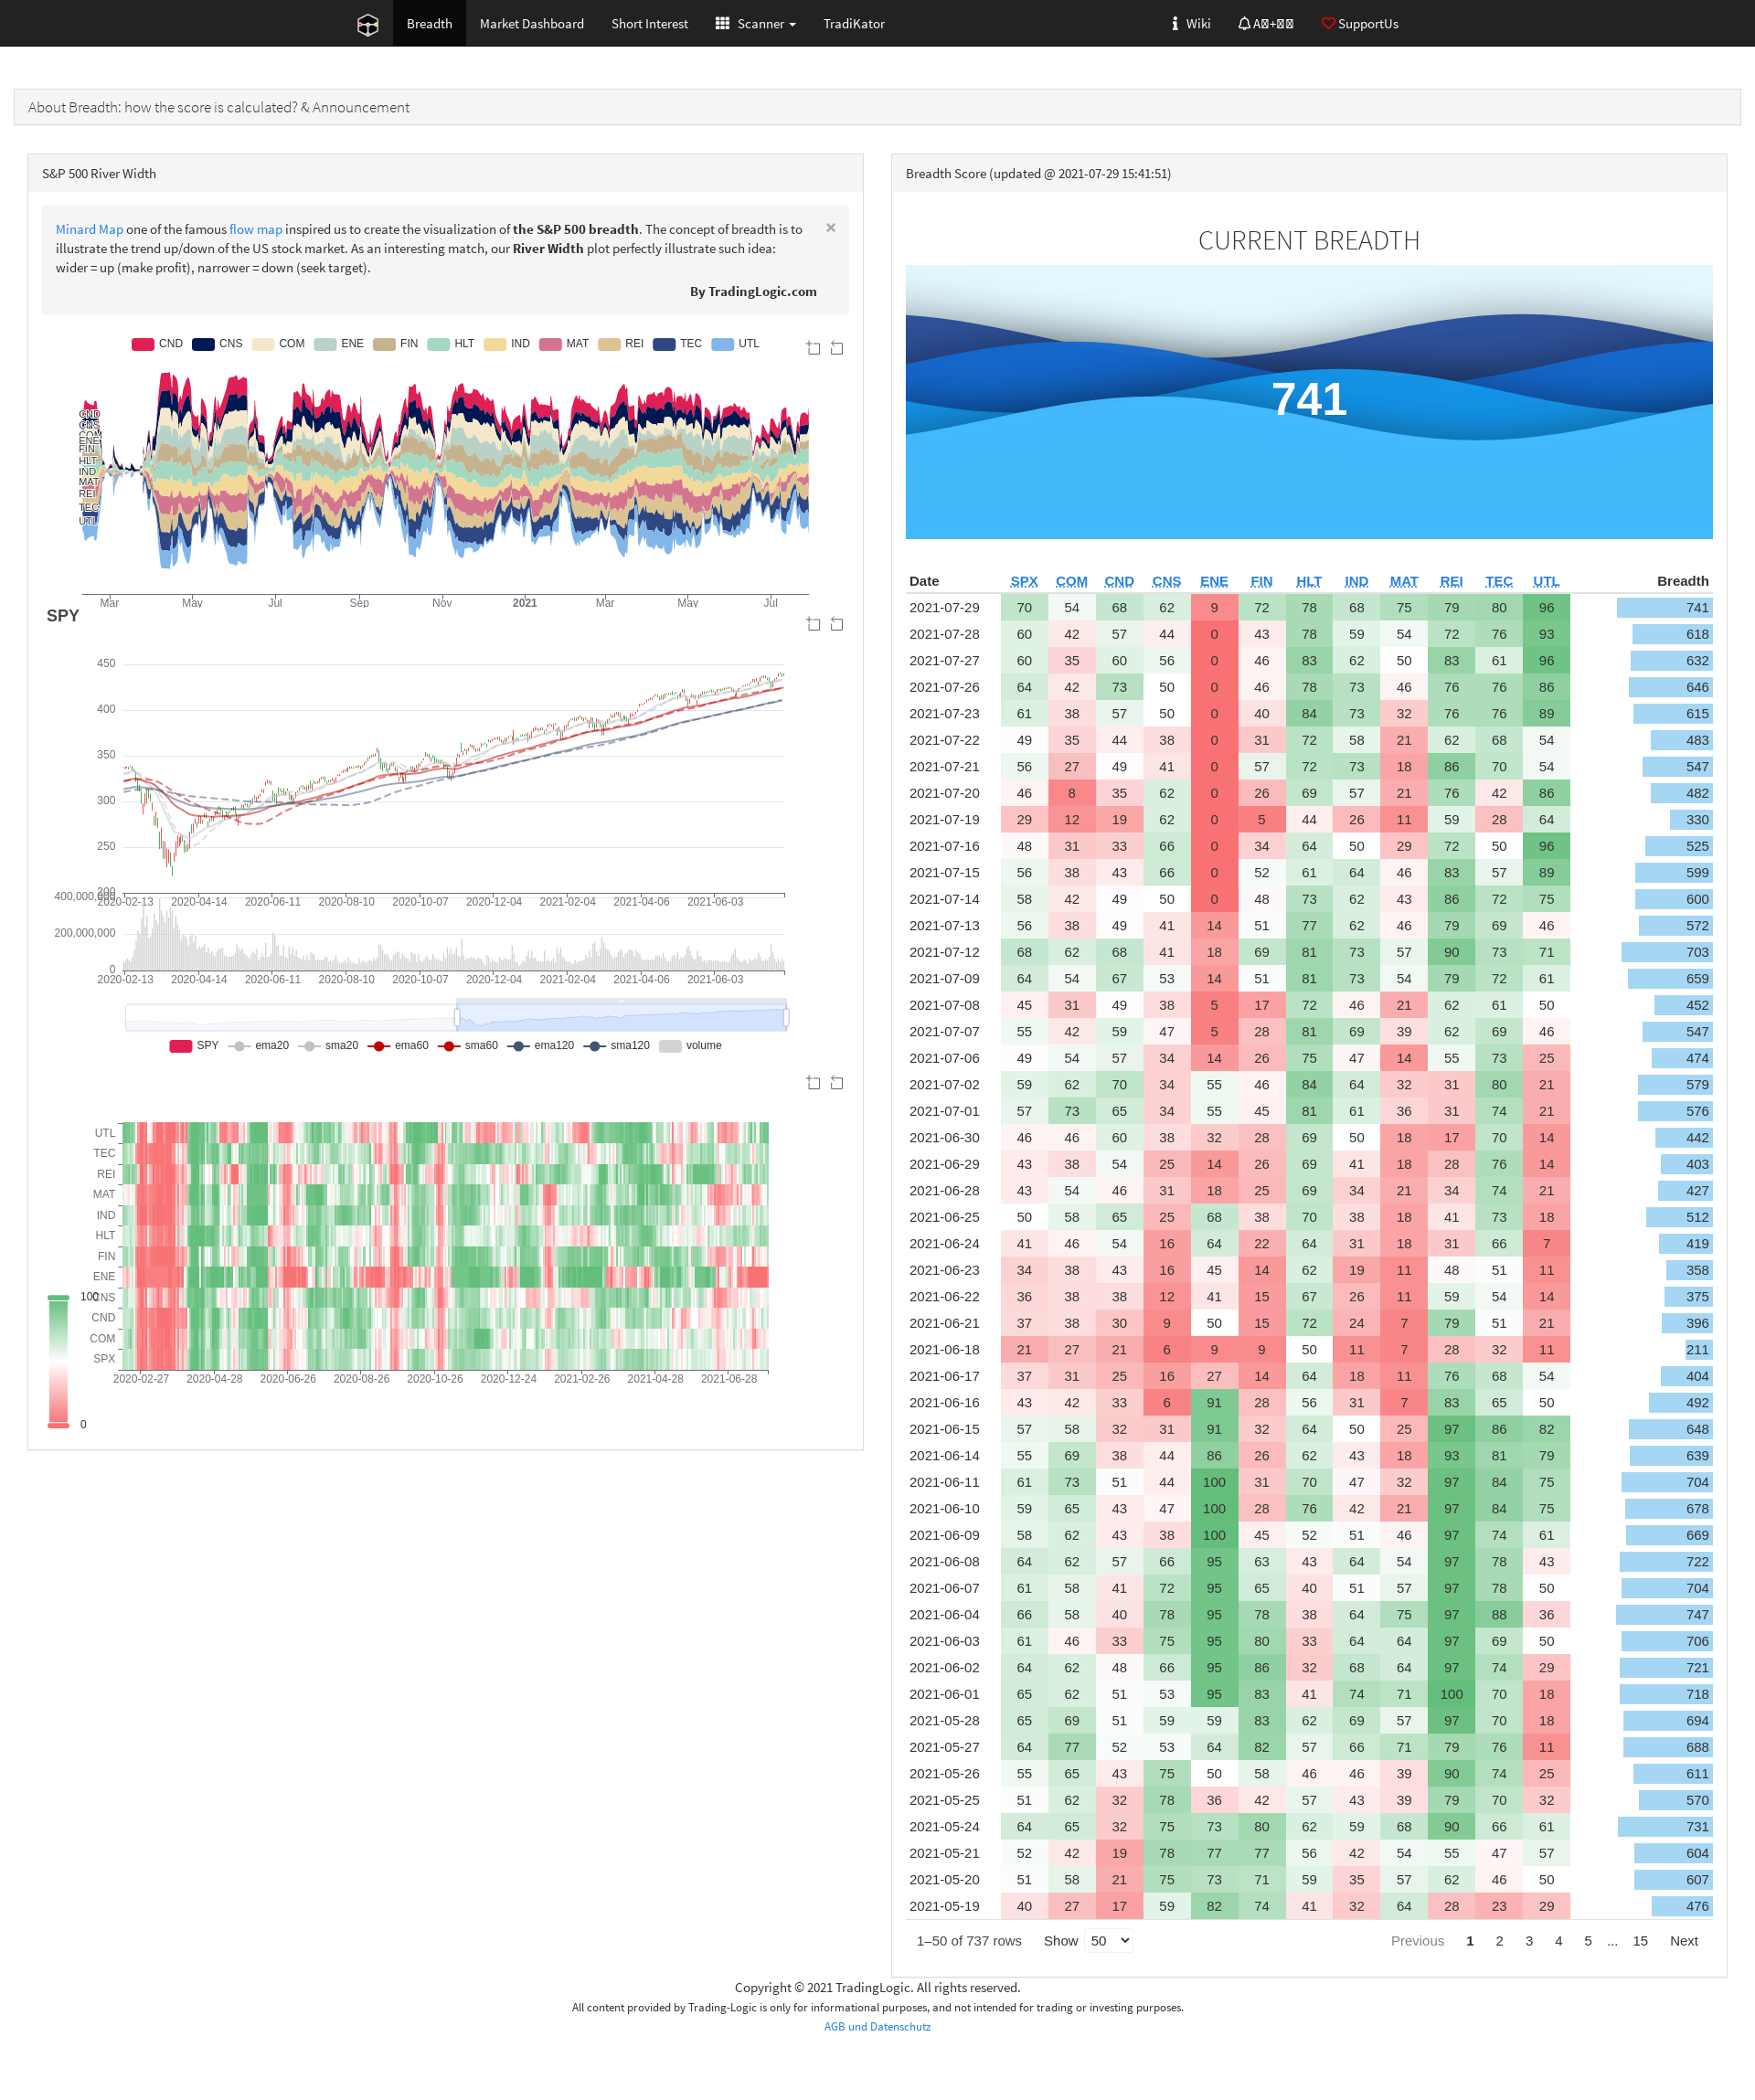 Breadth Market Dashboard Short Interest Scanner TradiKator Wiki SupportUs
About Breadth: how the score is calculated? & Announcement
S&P 500 River Width
Minard Map one of the famous flow map inspired us to create the visualization of the S&P 500 breadth. The concept of breadth is to
illustrate the trend up/down of the US stock market. As an interesting match, our River Width plot perfectly illustrate such idea:
wider = up (make profit), narrower = down (seek target).
×
By TradingLogic.com
CND CNS COM ENE FIN HLT IND MAT REI TEC UTL
CND
CNS
COM
ENE
FIN
HLT
IND
MAT
REI
TEC
UTL
Mar May Jul Sep Nov 2021 Mar May Jul
SPY
450
400
350
300
250
200
2020-02-13 2020-04-14 2020-06-11 2020-08-10 2020-10-07 2020-12-04 2021-02-04 2021-04-06 2021-06-03
400,000,000
200,000,000
0
2020-02-13 2020-04-14 2020-06-11 2020-08-10 2020-10-07 2020-12-04 2021-02-04 2021-04-06 2021-06-03
SPY ema20 sma20 ema60 sma60 ema120 sma120 volume
UTL
TEC
REI
MAT
IND
HLT
FIN
ENE
CNS
CND
COM
SPX
100
0
2020-02-27 2020-04-28 2020-06-26 2020-08-26 2020-10-26 2020-12-24 2021-02-26 2021-04-28 2021-06-28
Breadth Score (updated @ 2021-07-29 15:41:51)
CURRENT BREADTH
741
Date SPX COM CND CNS ENE FIN HLT IND MAT REI TEC UTL Breadth
2021-07-29 70 54 68 62 9 72 78 68 75 79 80 96 741
2021-07-28 60 42 57 44 0 43 78 59 54 72 76 93 618
2021-07-27 60 35 60 56 0 46 83 62 50 83 61 96 632
2021-07-26 64 42 73 50 0 46 78 73 46 76 76 86 646
2021-07-23 61 38 57 50 0 40 84 73 32 76 76 89 615
2021-07-22 49 35 44 38 0 31 72 58 21 62 68 54 483
2021-07-21 56 27 49 41 0 57 72 73 18 86 70 54 547
2021-07-20 46 8 35 62 0 26 69 57 21 76 42 86 482
2021-07-19 29 12 19 62 0 5 44 26 11 59 28 64 330
2021-07-16 48 31 33 66 0 34 64 50 29 72 50 96 525
2021-07-15 56 38 43 66 0 52 61 64 46 83 57 89 599
2021-07-14 58 42 49 50 0 48 73 62 43 86 72 75 600
2021-07-13 56 38 49 41 14 51 77 62 46 79 69 46 572
2021-07-12 68 62 68 41 18 69 81 73 57 90 73 71 703
2021-07-09 64 54 67 53 14 51 81 73 54 79 72 61 659
2021-07-08 45 31 49 38 5 17 72 46 21 62 61 50 452
2021-07-07 55 42 59 47 5 28 81 69 39 62 69 46 547
2021-07-06 49 54 57 34 14 26 75 47 14 55 73 25 474
2021-07-02 59 62 70 34 55 46 84 64 32 31 80 21 579
2021-07-01 57 73 65 34 55 45 81 61 36 31 74 21 576
2021-06-30 46 46 60 38 32 28 69 50 18 17 70 14 442
2021-06-29 43 38 54 25 14 26 69 41 18 28 76 14 403
2021-06-28 43 54 46 31 18 25 69 34 21 34 74 21 427
2021-06-25 50 58 65 25 68 38 70 38 18 41 73 18 512
2021-06-24 41 46 54 16 64 22 64 31 18 31 66 7 419
2021-06-23 34 38 43 16 45 14 62 19 11 48 51 11 358
2021-06-22 36 38 38 12 41 15 67 26 11 59 54 14 375
2021-06-21 37 38 30 9 50 15 72 24 7 79 51 21 396
2021-06-18 21 27 21 6 9 9 50 11 7 28 32 11 211
2021-06-17 37 31 25 16 27 14 64 18 11 76 68 54 404
2021-06-16 43 42 33 6 91 28 56 31 7 83 65 50 492
2021-06-15 57 58 32 31 91 32 64 50 25 97 86 82 648
2021-06-14 55 69 38 44 86 26 62 43 18 93 81 79 639
2021-06-11 61 73 51 44 100 31 70 47 32 97 84 75 704
2021-06-10 59 65 43 47 100 28 76 42 21 97 84 75 678
2021-06-09 58 62 43 38 100 45 52 51 46 97 74 61 669
2021-06-08 64 62 57 66 95 63 43 64 54 97 78 43 722
2021-06-07 61 58 41 72 95 65 40 51 57 97 78 50 704
2021-06-04 66 58 40 78 95 78 38 64 75 97 88 36 747
2021-06-03 61 46 33 75 95 80 33 64 64 97 69 50 706
2021-06-02 64 62 48 66 95 86 32 68 64 97 74 29 721
2021-06-01 65 62 51 53 95 83 41 74 71 100 70 18 718
2021-05-28 65 69 51 59 59 83 62 69 57 97 70 18 694
2021-05-27 64 77 52 53 64 82 57 66 71 79 76 11 688
2021-05-26 55 65 43 75 50 58 46 46 39 90 74 25 611
2021-05-25 51 62 32 78 36 42 57 43 39 79 70 32 570
2021-05-24 64 65 32 75 73 80 62 59 68 90 66 61 731
2021-05-21 52 42 19 78 77 77 56 42 54 55 47 57 604
2021-05-20 51 58 21 75 73 71 59 35 57 62 46 50 607
2021-05-19 40 27 17 59 82 74 41 32 64 28 23 29 476
1–50 of 737 rows Show 50 Previous 1 2 3 4 5 ... 15 Next
Copyright © 2021 TradingLogic. All rights reserved.
All content provided by Trading-Logic is only for informational purposes, and not intended for trading or investing purposes.
AGB und Datenschutz